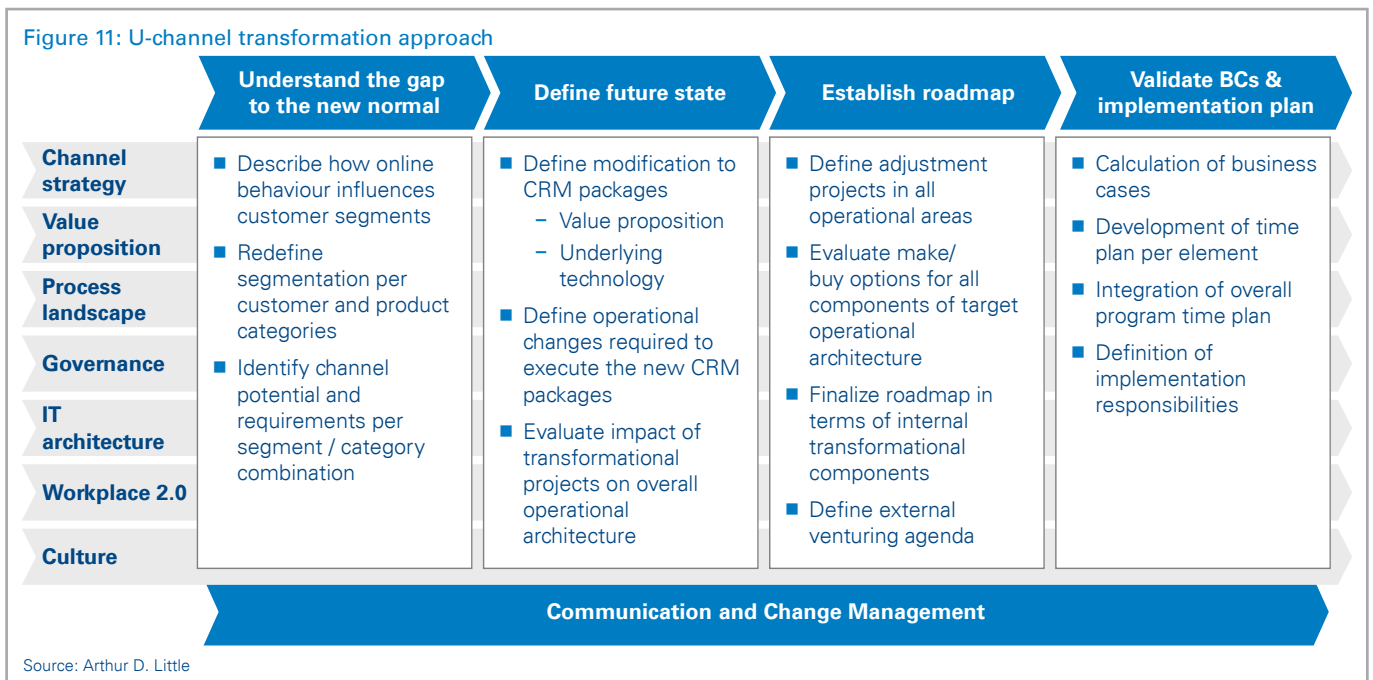 Figure 11: U-channel transformation approach
Understand the gap
to the new normal
Define future state
Establish roadmap
Validate BCs &
implementation plan
Channel
strategy
Value
proposition
Process
landscape
Governance
IT
architecture
Workplace 2.0
Culture
■ Describe how online
behaviour influences
customer segments
■ Redefine
segmentation per
customer and product
categories
■ Identify channel
potential and
requirements per
segment / category
combination
■ Define modification to
CRM packages
– Value proposition
– Underlying
technology
■ Define operational
changes required to
execute the new CRM
packages
■ Evaluate impact of
transformational
projects on overall
operational
architecture
■ Define adjustment
projects in all
operational areas
■ Evaluate make/
buy options for all
components of target
operational
architecture
■ Finalize roadmap in
terms of internal
transformational
components
■ Define external
venturing agenda
■ Calculation of business
cases
■ Development of time
plan per element
■ Integration of overall
program time plan
■ Definition of
implementation
responsibilities
Communication and Change Management
Source: Arthur D. Little